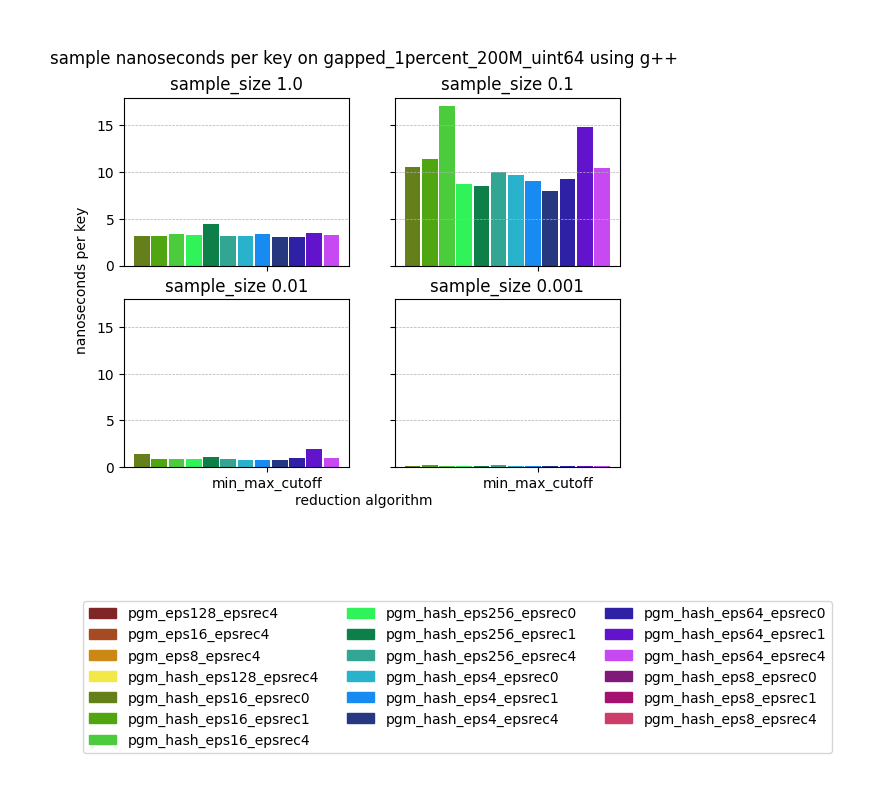 sample nanoseconds per key on gapped_1percent_200M_uint64 using g++
sample_size 1.0
sample_size 0.1
15
10
5
0
sample_size 0.01
sample_size 0.001
15
10
5
0
nanoseconds per key
min_max_cutoff
min_max_cutoff
reduction algorithm
pgm_eps128_epsrec4
pgm_eps16_epsrec4
pgm_eps8_epsrec4
pgm_hash_eps128_epsrec4
pgm_hash_eps16_epsrec0
pgm_hash_eps16_epsrec1
pgm_hash_eps16_epsrec4
pgm_hash_eps256_epsrec0
pgm_hash_eps256_epsrec1
pgm_hash_eps256_epsrec4
pgm_hash_eps4_epsrec0
pgm_hash_eps4_epsrec1
pgm_hash_eps4_epsrec4
pgm_hash_eps64_epsrec0
pgm_hash_eps64_epsrec1
pgm_hash_eps64_epsrec4
pgm_hash_eps8_epsrec0
pgm_hash_eps8_epsrec1
pgm_hash_eps8_epsrec4